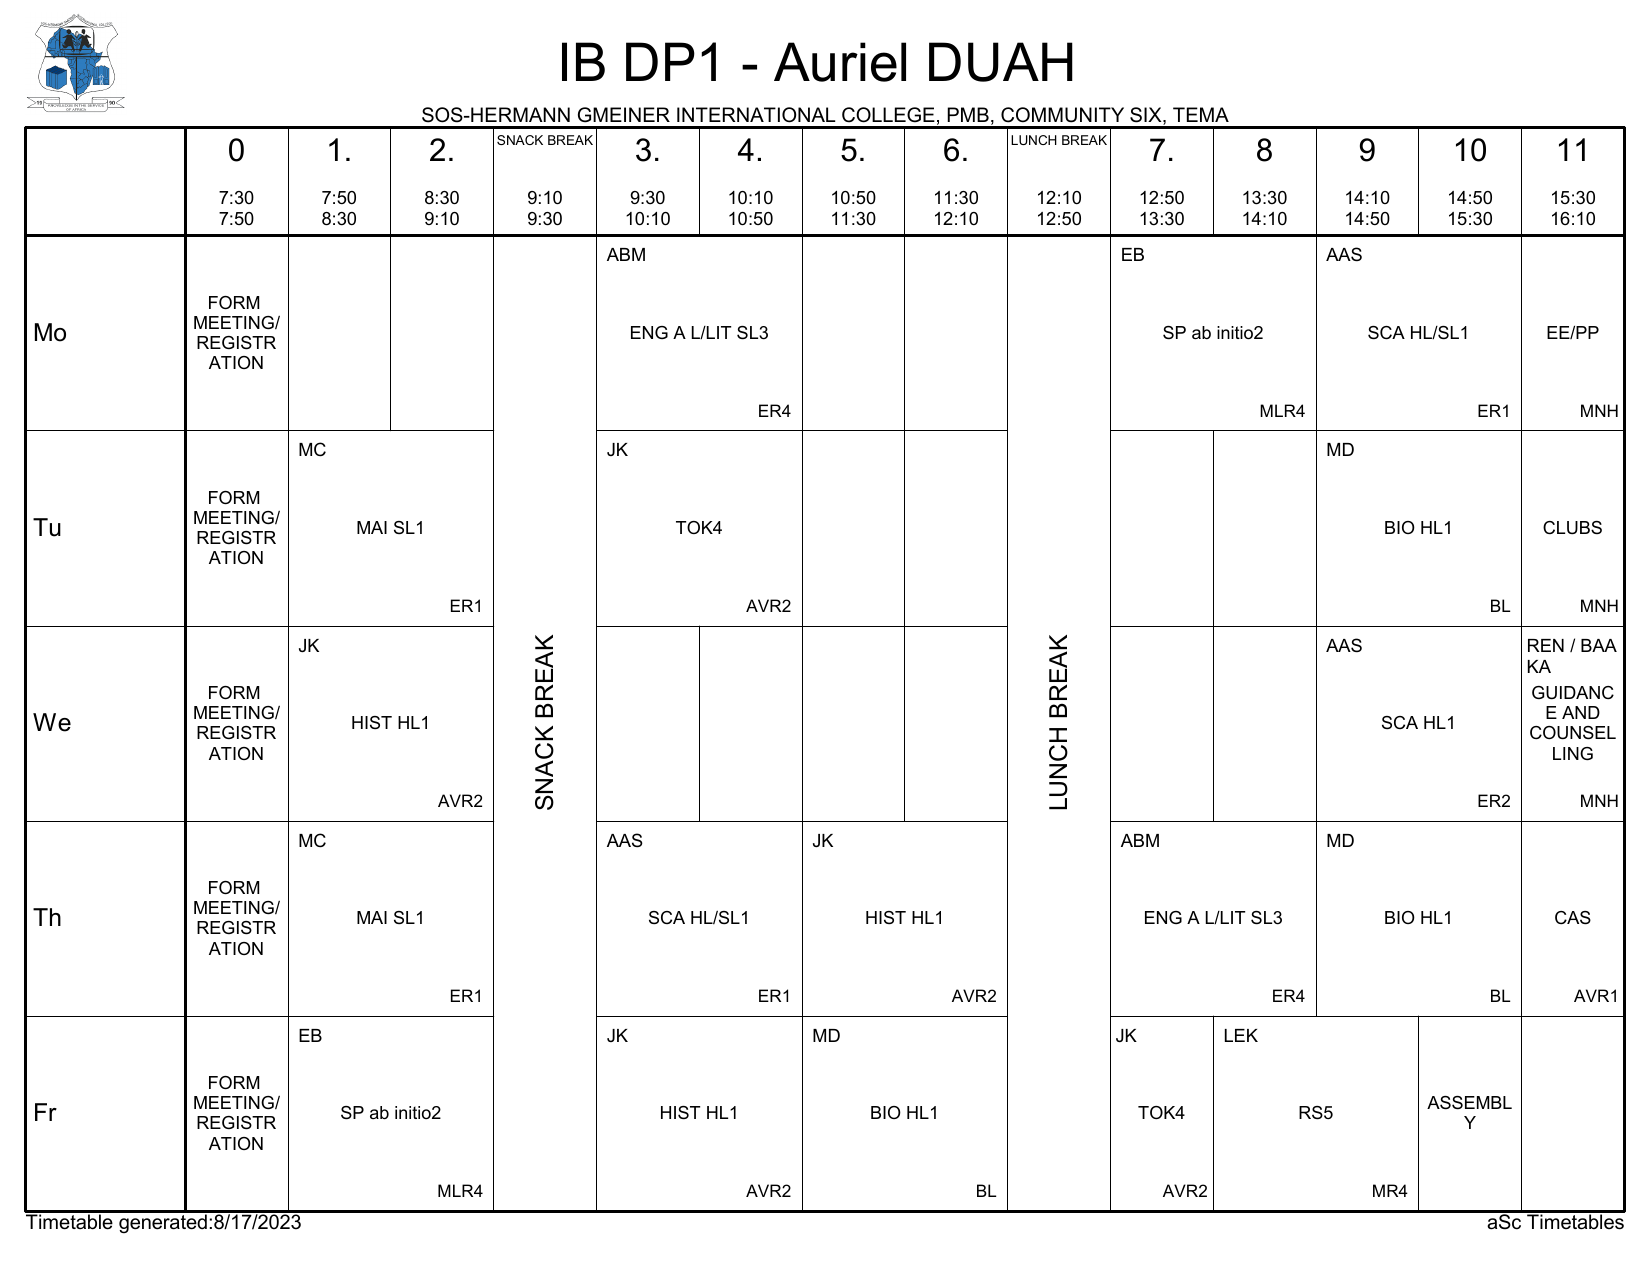 IB DP1 - Auriel DUAH
SOS-HERMANN GMEINER INTERNATIONAL COLLEGE, PMB, COMMUNITY SIX, TEMA
19 90
0 1. 2. SNACK BREAK 3. 4. 5. 6. LUNCH BREAK 7. 8 9 10 11
7:30 7:50 8:30 9:10 9:30 10:10 10:50 11:30 12:10 12:50 13:30 14:10 14:50 15:30
7:50 8:30 9:10 9:30 10:10 10:50 11:30 12:10 12:50 13:30 14:10 14:50 15:30 16:10
SNACK BREAK
LUNCH BREAK
Mo
FORM
MEETING/
REGISTR
ATION
ABM
ENG A L/LIT SL3
ER4
EB
SP ab initio2
MLR4
AAS
SCA HL/SL1
ER1
EE/PP
MNH
Tu
FORM
MEETING/
REGISTR
ATION
MC
MAI SL1
ER1
JK
TOK4
AVR2
MD
BIO HL1
BL
CLUBS
MNH
We
FORM
MEETING/
REGISTR
ATION
JK
HIST HL1
AVR2
AAS
SCA HL1
ER2
REN / BAA
KA
GUIDANC
E AND
COUNSEL
LING
MNH
Th
FORM
MEETING/
REGISTR
ATION
MC
MAI SL1
ER1
AAS
SCA HL/SL1
ER1
JK
HIST HL1
AVR2
ABM
ENG A L/LIT SL3
ER4
MD
BIO HL1
BL
CAS
AVR1
Fr
FORM
MEETING/
REGISTR
ATION
EB
SP ab initio2
MLR4
JK
HIST HL1
AVR2
MD
BIO HL1
BL
JK
TOK4
AVR2
LEK
RS5
MR4
ASSEMBL
Y
Timetable generated:8/17/2023
aSc Timetables